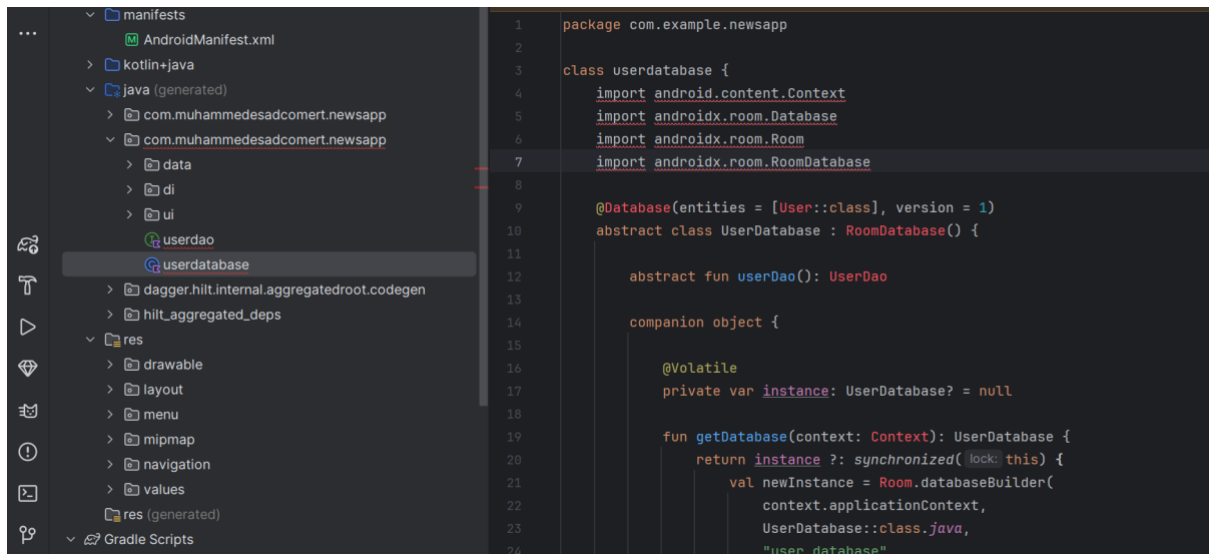 manifests
AndroidManifest.xml
kotlin+java
java (generated)
com.muhammedesadcomert.newsapp
com.muhammedesadcomert.newsapp
data
di
ui
userdao
userdatabase
dagger.hilt.internal.aggregatedroot.codegen
hilt_aggregated_deps
res
drawable
layout
menu
mipmap
navigation
values
res (generated)
Gradle Scripts
1 package com.example.newsapp
2
3 class userdatabase {
4 import android.content.Context
5 import androidx.room.Database
6 import androidx.room.Room
7 import androidx.room.RoomDatabase
8
9 @Database(entities = [User::class], version = 1)
10 abstract class UserDatabase : RoomDatabase() {
11
12 abstract fun userDao(): UserDao
13
14 companion object {
15
16 @Volatile
17 private var instance: UserDatabase? = null
18
19 fun getDatabase(context: Context): UserDatabase {
20 return instance ?: synchronized( lock: this) {
21 val newInstance = Room.databaseBuilder(
22 context.applicationContext,
23 UserDatabase::class.java,
24 "user_database"